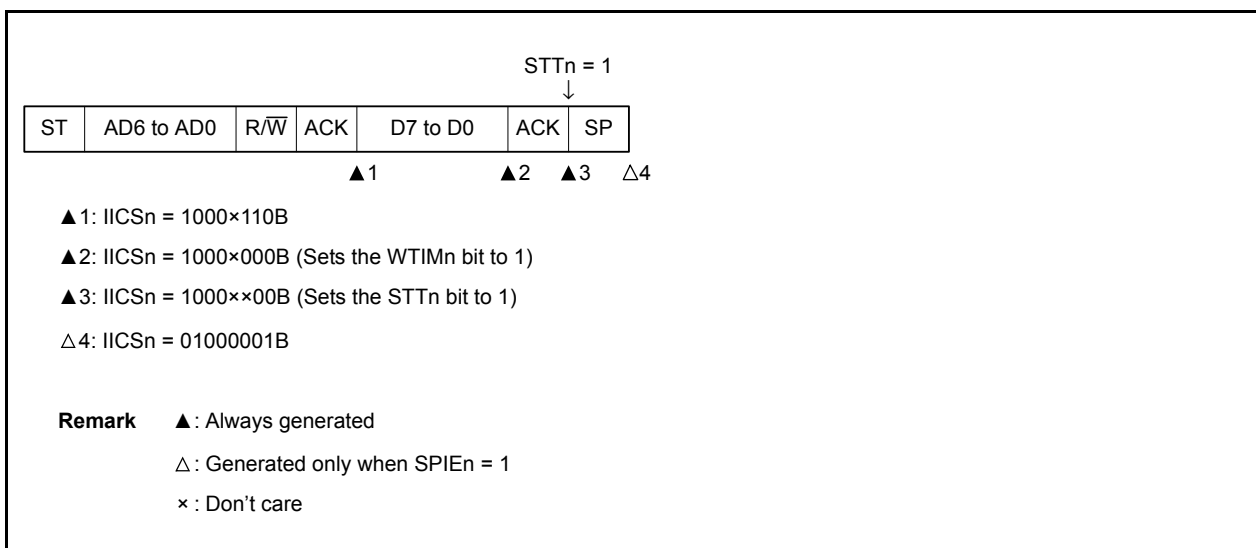 STTn = 1
↓
ST AD6 to AD0 R/W̅ ACK D7 to D0 ACK SP
▲1 ▲2 ▲3 △4
▲1: IICSn = 1000×110B
▲2: IICSn = 1000×000B (Sets the WTIMn bit to 1)
▲3: IICSn = 1000××00B (Sets the STTn bit to 1)
△4: IICSn = 01000001B
Remark ▲: Always generated
△: Generated only when SPIEn = 1
× : Don’t care